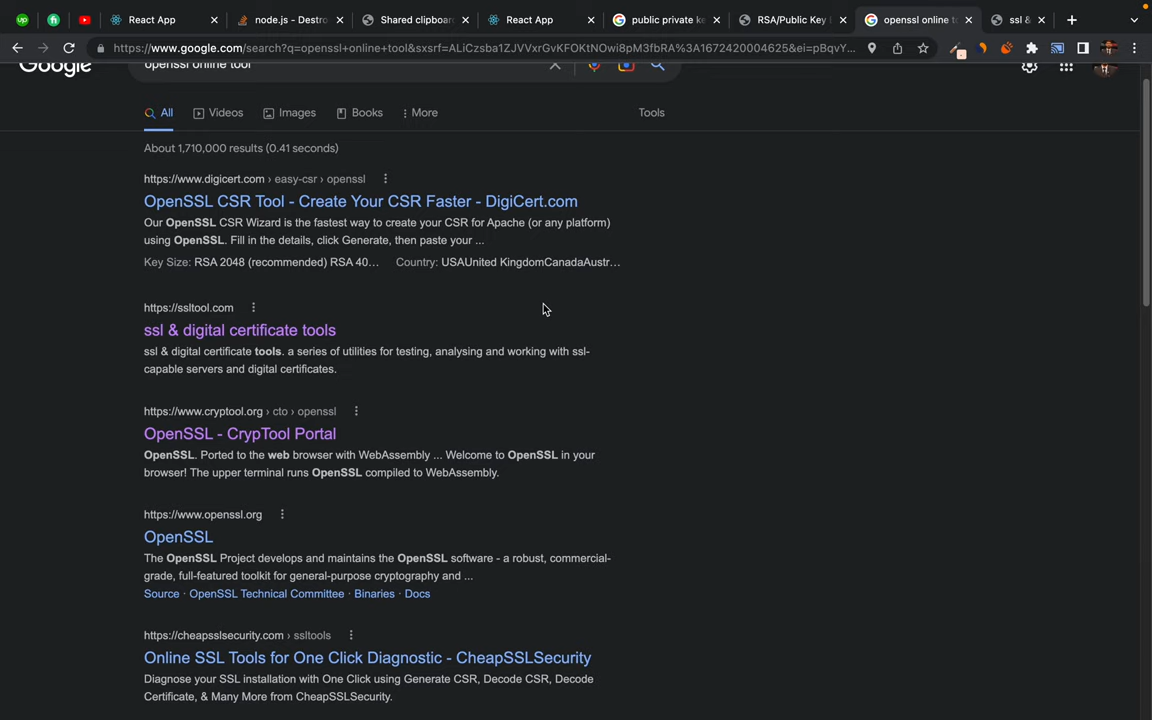 up
fi
React App
node.js - Destro
Shared clipboar
React App
public private ke
RSA/Public Key
openssl online to
ssl &
https://www.google.com/search?q=openssl+online+tool&sxsrf=ALiCzsba1ZJVVxrGvKFOKtNOwi8pM3fbRA%3A1672420004625&ei=pBqvY...
Google
openssl online tool
All
Videos
Images
Books
More
Tools
About 1,710,000 results (0.41 seconds)
https://www.digicert.com › easy-csr › openssl
OpenSSL CSR Tool - Create Your CSR Faster - DigiCert.com
Our OpenSSL CSR Wizard is the fastest way to create your CSR for Apache (or any platform)
using OpenSSL. Fill in the details, click Generate, then paste your ...
Key Size: RSA 2048 (recommended) RSA 40... Country: USAUnited KingdomCanadaAustr...
https://ssltool.com
ssl & digital certificate tools
ssl & digital certificate tools. a series of utilities for testing, analysing and working with ssl-
capable servers and digital certificates.
https://www.cryptool.org › cto › openssl
OpenSSL - CrypTool Portal
OpenSSL. Ported to the web browser with WebAssembly ... Welcome to OpenSSL in your
browser! The upper terminal runs OpenSSL compiled to WebAssembly.
https://www.openssl.org
OpenSSL
The OpenSSL Project develops and maintains the OpenSSL software - a robust, commercial-
grade, full-featured toolkit for general-purpose cryptography and ...
Source · OpenSSL Technical Committee · Binaries · Docs
https://cheapsslsecurity.com › ssltools
Online SSL Tools for One Click Diagnostic - CheapSSLSecurity
Diagnose your SSL installation with One Click using Generate CSR, Decode CSR, Decode
Certificate, & Many More from CheapSSLSecurity.